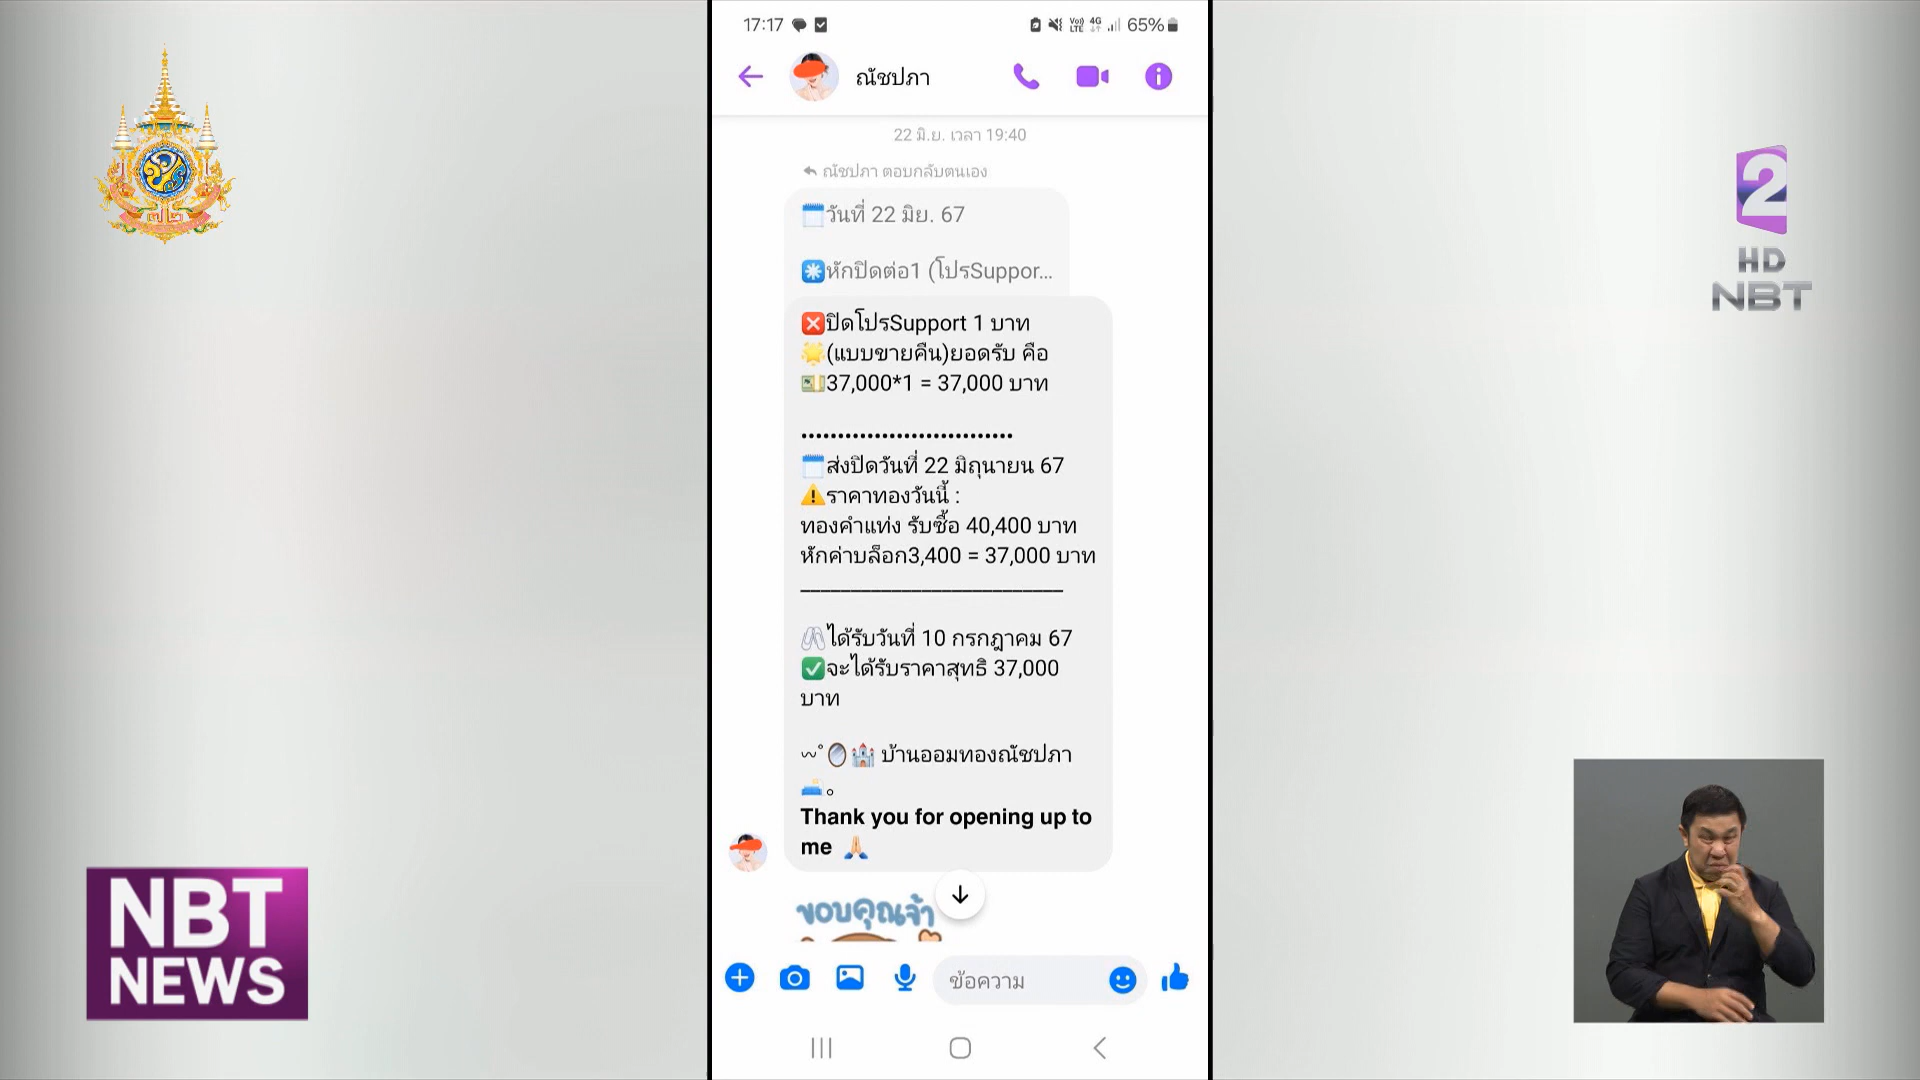 17:17
Vo) LTE 4G 65%
ณัชปภา
22 มิ.ย. เวลา 19:40
ณัชปภา ตอบกลับตนเอง
วันที่ 22 มิย. 67
หักปิดต่อ1 (โปรSuppor...
ปิดโปรSupport 1 บาท
(แบบขายคืน)ยอดรับ คือ
37,000*1 = 37,000 บาท
.............................
ส่งปิดวันที่ 22 มิถุนายน 67
ราคาทองวันนี้ :
ทองคำแท่ง รับซื้อ 40,400 บาท
หักค่าบล็อก3,400 = 37,000 บาท
ได้รับวันที่ 10 กรกฎาคม 67
จะได้รับราคาสุทธิ 37,000
บาท
บ้านออมทองณัชปภา
Thank you for opening up to
me
ขอบคุณจ้า
ข้อความ
๗๒
2
HD
NBT
NBT
NEWS